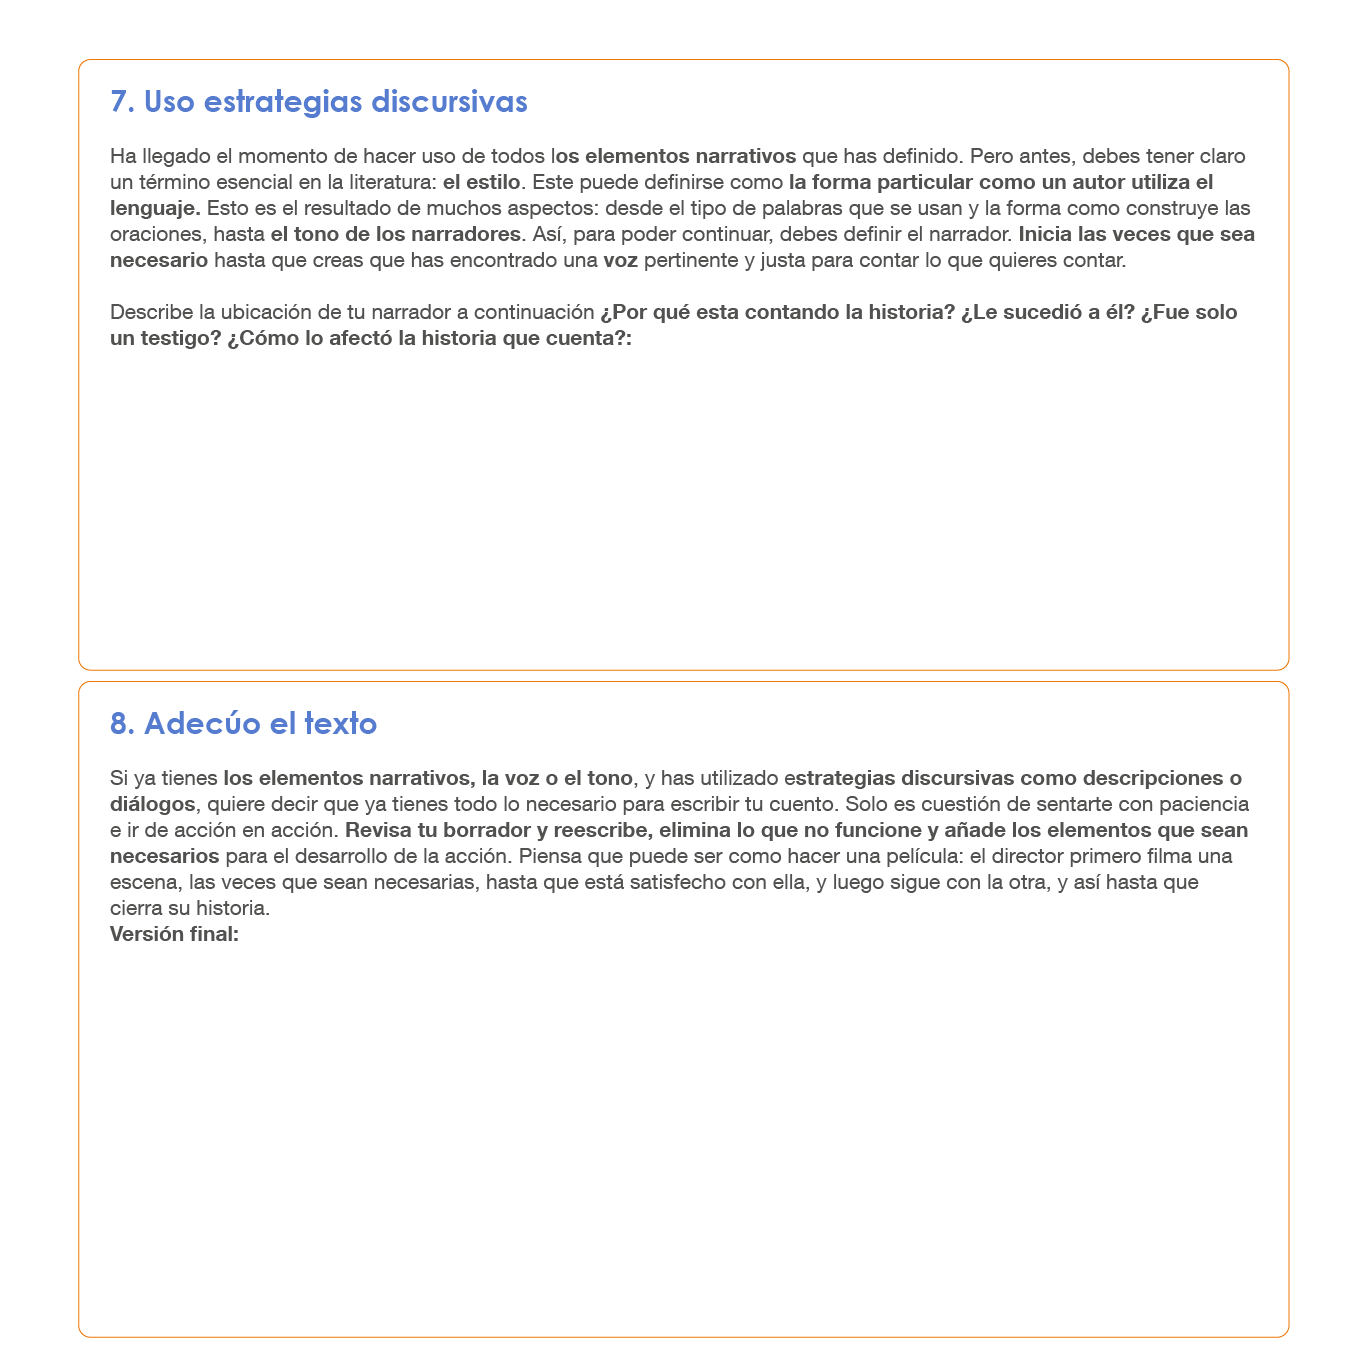 7. Uso estrategias discursivas
Ha llegado el momento de hacer uso de todos los elementos narrativos que has definido. Pero antes, debes tener claro
un término esencial en la literatura: el estilo. Este puede definirse como la forma particular como un autor utiliza el
lenguaje. Esto es el resultado de muchos aspectos: desde el tipo de palabras que se usan y la forma como construye las
oraciones, hasta el tono de los narradores. Así, para poder continuar, debes definir el narrador. Inicia las veces que sea
necesario hasta que creas que has encontrado una voz pertinente y justa para contar lo que quieres contar.
Describe la ubicación de tu narrador a continuación ¿Por qué esta contando la historia? ¿Le sucedió a él? ¿Fue solo
un testigo? ¿Cómo lo afectó la historia que cuenta?:
8. Adecúo el texto
Si ya tienes los elementos narrativos, la voz o el tono, y has utilizado estrategias discursivas como descripciones o
diálogos, quiere decir que ya tienes todo lo necesario para escribir tu cuento. Solo es cuestión de sentarte con paciencia
e ir de acción en acción. Revisa tu borrador y reescribe, elimina lo que no funcione y añade los elementos que sean
necesarios para el desarrollo de la acción. Piensa que puede ser como hacer una película: el director primero filma una
escena, las veces que sean necesarias, hasta que está satisfecho con ella, y luego sigue con la otra, y así hasta que
cierra su historia.
Versión final: